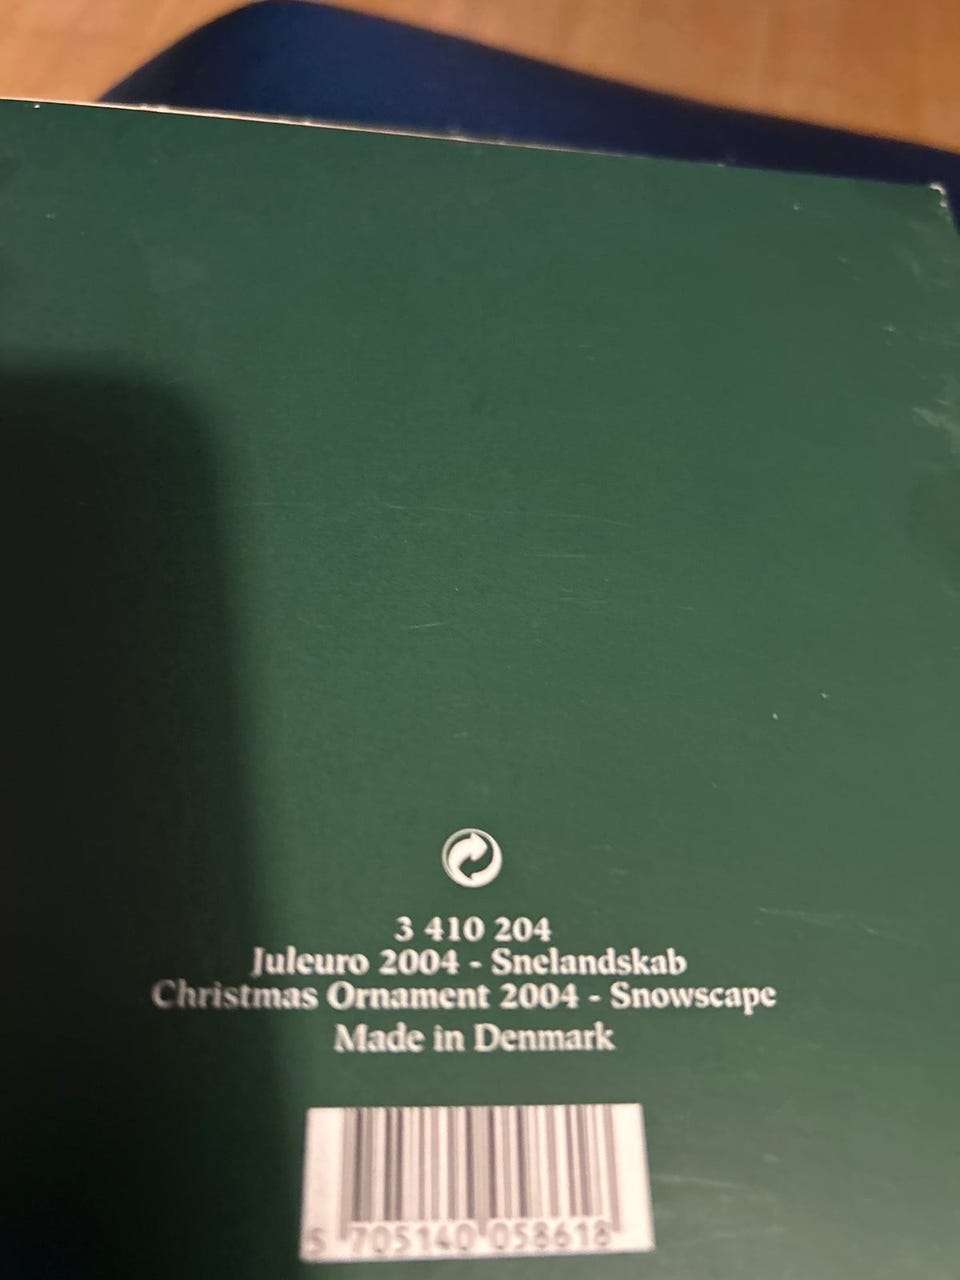 3 410 204
Juleuro 2004 - Snelandskab
Christmas Ornament 2004 - Snowscape
Made in Denmark
5 705140 058618